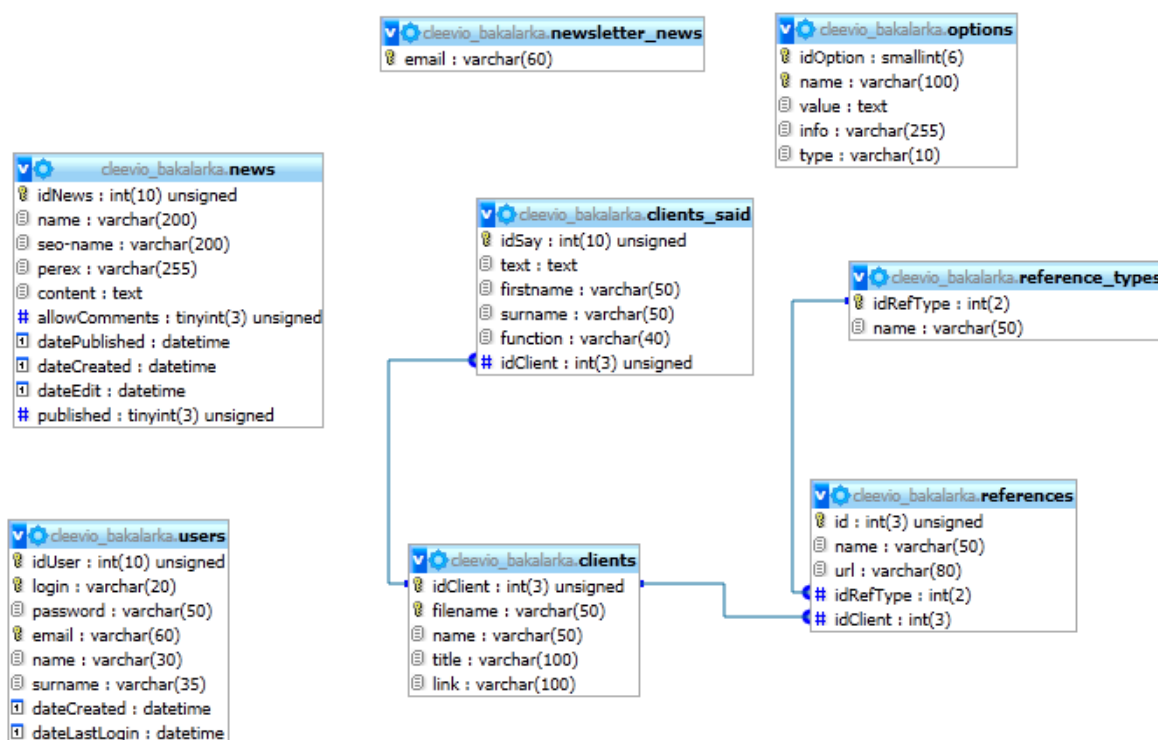 cleevio_bakalarka.newsletter_news
email : varchar(60)
cleevio_bakalarka.options
idOption : smallint(6)
name : varchar(100)
value : text
info : varchar(255)
type : varchar(10)
cleevio_bakalarka.news
idNews : int(10) unsigned
name : varchar(200)
seo-name : varchar(200)
perex : varchar(255)
content : text
# allowComments : tinyint(3) unsigned
datePublished : datetime
dateCreated : datetime
dateEdit : datetime
# published : tinyint(3) unsigned
cleevio_bakalarka.clients_said
idSay : int(10) unsigned
text : text
firstname : varchar(50)
surname : varchar(50)
function : varchar(40)
# idClient : int(3) unsigned
cleevio_bakalarka.reference_types
idRefType : int(2)
name : varchar(50)
cleevio_bakalarka.references
id : int(3) unsigned
name : varchar(50)
url : varchar(80)
# idRefType : int(2)
# idClient : int(3)
cleevio_bakalarka.users
idUser : int(10) unsigned
login : varchar(20)
password : varchar(50)
email : varchar(60)
name : varchar(30)
surname : varchar(35)
dateCreated : datetime
dateLastLogin : datetime
cleevio_bakalarka.clients
idClient : int(3) unsigned
filename : varchar(50)
name : varchar(50)
title : varchar(100)
link : varchar(100)